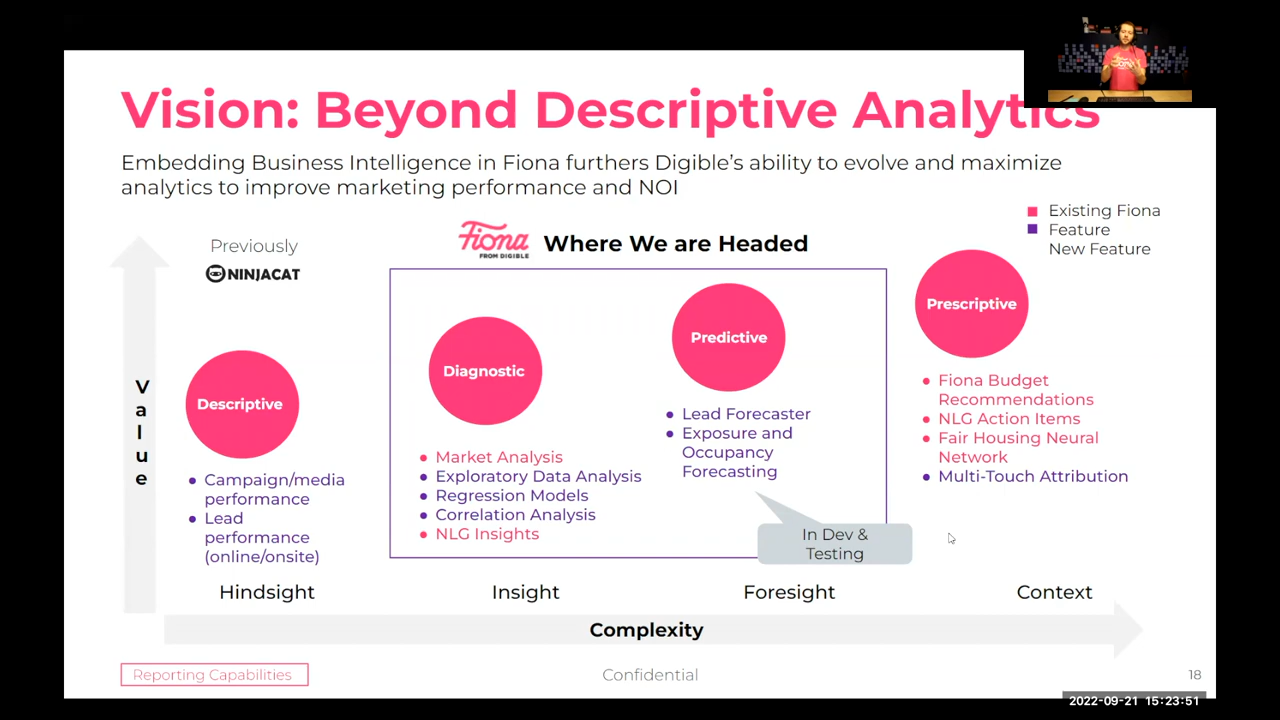 Vision: Beyond Descriptive Analytics
Embedding Business Intelligence in Fiona furthers Digible's ability to evolve and maximize
analytics to improve marketing performance and NOI
Existing Fiona
Feature
New Feature
Previously
NINJACAT
Fiona
FROM DIGIBLE
Where We are Headed
Value
Descriptive
Campaign/media
performance
Lead
performance
(online/onsite)
Diagnostic
Market Analysis
Exploratory Data Analysis
Regression Models
Correlation Analysis
NLG Insights
Predictive
Lead Forecaster
Exposure and
Occupancy
Forecasting
In Dev &
Testing
Prescriptive
Fiona Budget
Recommendations
NLG Action Items
Fair Housing Neural
Network
Multi-Touch Attribution
Hindsight
Insight
Foresight
Context
Complexity
Reporting Capabilities
Confidential
18
2022-09-21 15:23:51